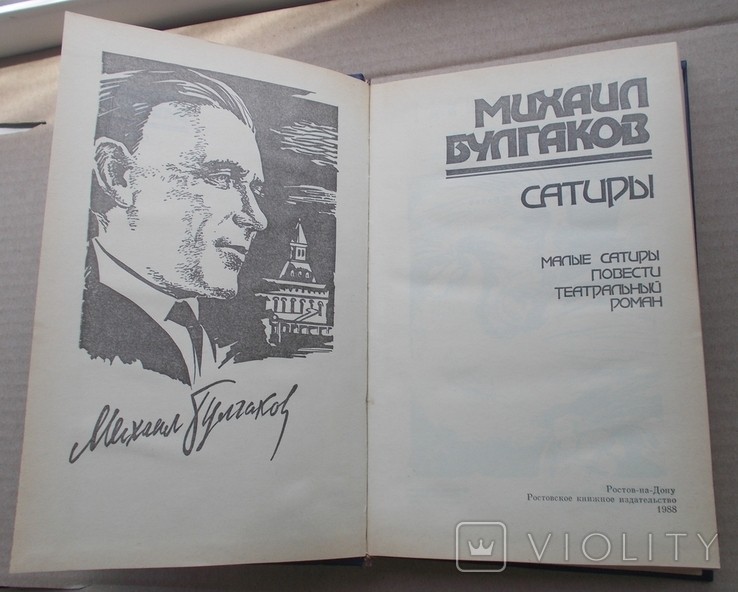 Михаил Булгаков
МИХАИЛ
БУЛГАКОВ
САТИРЫ
МАЛЫЕ САТИРЫ
ПОВЕСТИ
ТЕАТРАЛЬНЫЙ
РОМАН
Ростов-на-Дону
Ростовское книжное издательство
1988
VIOLITY